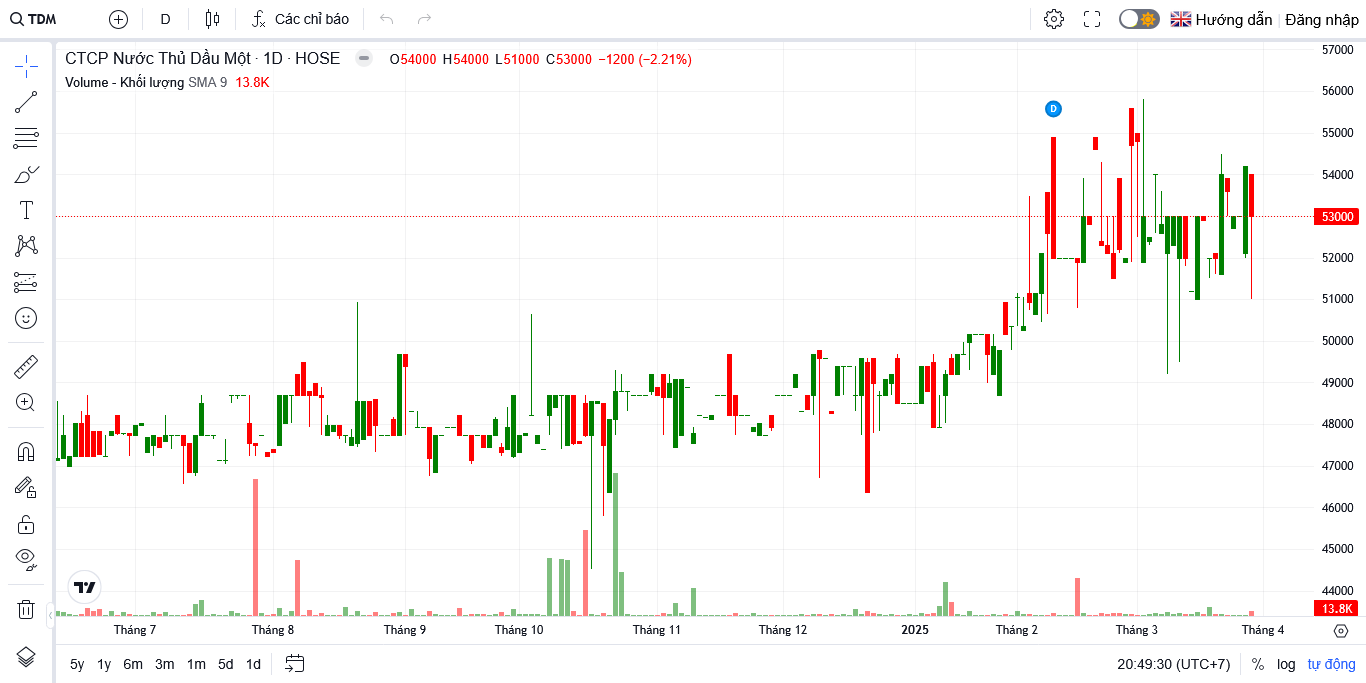 TDM D Các chỉ báo Hướng dẫn Đăng nhập
CTCP Nước Thủ Dầu Một · 1D · HOSE O54000 H54000 L51000 C53000 −1200 (−2.21%)
Volume - Khối lượng SMA 9 13.8K
D
57000
56000
55000
54000
53000
52000
51000
50000
49000
48000
47000
46000
45000
44000
13.8K
Tháng 7 Tháng 8 Tháng 9 Tháng 10 Tháng 11 Tháng 12 2025 Tháng 2 Tháng 3 Tháng 4
5y 1y 6m 3m 1m 5d 1d 20:49:30 (UTC+7) % log tự động